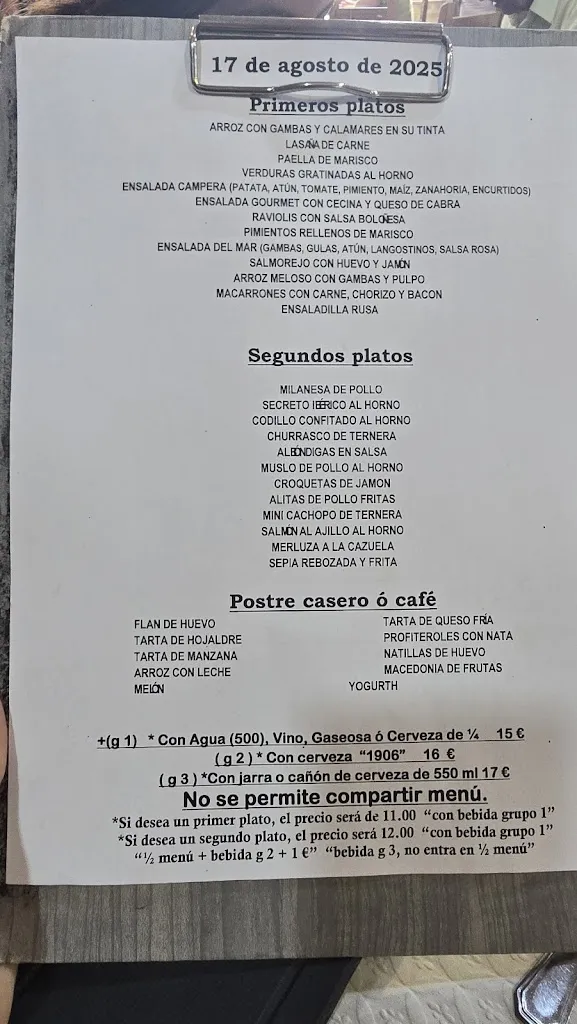 17 de agosto de 2025
Primeros platos
ARROZ CON GAMBAS Y CALAMARES EN SU TINTA
LASAÑA DE CARNE
PAELLA DE MARISCO
VERDURAS GRATINADAS AL HORNO
ENSALADA CAMPERA (PATATA, ATÚN, TOMATE, PIMIENTO, MAÍZ, ZANAHORIA, ENCURTIDOS)
ENSALADA GOURMET CON CECINA Y QUESO DE CABRA
RAVIOLIS CON SALSA BOLOÑESA
PIMIENTOS RELLENOS DE MARISCO
ENSALADA DEL MAR (GAMBAS, GULAS, ATÚN, LANGOSTINOS, SALSA ROSA)
SALMOREJO CON HUEVO Y JAMÓN
ARROZ MELOSO CON GAMBAS Y PULPO
MACARRONES CON CARNE, CHORIZO Y BACON
ENSALADILLA RUSA
Segundos platos
MILANESA DE POLLO
SECRETO IBÉRICO AL HORNO
CODILLO CONFITADO AL HORNO
CHURRASCO DE TERNERA
ALBÓNDIGAS EN SALSA
MUSLO DE POLLO AL HORNO
CROQUETAS DE JAMON
ALITAS DE POLLO FRITAS
MINI CACHOPO DE TERNERA
SALMÓN AL AJILLO AL HORNO
MERLUZA A LA CAZUELA
SEPIA REBOZADA Y FRITA
Postre casero ó café
FLAN DE HUEVO TARTA DE QUESO FRÍA
TARTA DE HOJALDRE PROFITEROLES CON NATA
TARTA DE MANZANA NATILLAS DE HUEVO
ARROZ CON LECHE MACEDONIA DE FRUTAS
MELÓN YOGURTH
+(g 1) * Con Agua (500), Vino, Gaseosa ó Cerveza de ¼ 15 €
( g 2 ) * Con cerveza "1906" 16 €
( g 3 ) *Con jarra o cañón de cerveza de 550 ml 17 €
No se permite compartir menú.
*Si desea un primer plato, el precio será de 11.00 "con bebida grupo 1"
*Si desea un segundo plato, el precio será 12.00 "con bebida grupo 1"
"½ menú + bebida g 2 + 1 €" "bebida g 3, no entra en ½ menú"